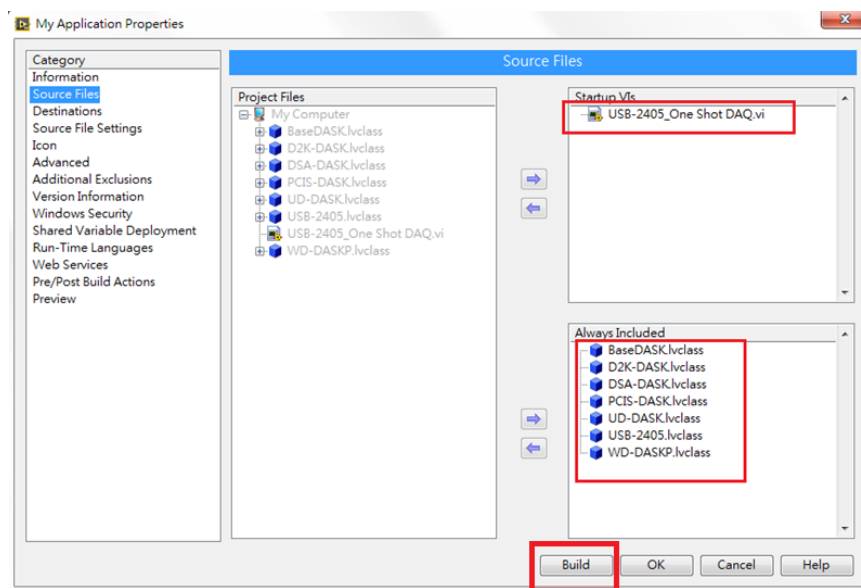 My Application Properties
Category
Information
Source Files
Destinations
Source File Settings
Icon
Advanced
Additional Exclusions
Version Information
Windows Security
Shared Variable Deployment
Run-Time Languages
Web Services
Pre/Post Build Actions
Preview
Source Files
Project Files
My Computer
BaseDASK.lvclass
D2K-DASK.lvclass
DSA-DASK.lvclass
PCIS-DASK.lvclass
UD-DASK.lvclass
USB-2405.lvclass
USB-2405_One Shot DAQ.vi
WD-DASKP.lvclass
Startup VIs
USB-2405_One Shot DAQ.vi
Always Included
BaseDASK.lvclass
D2K-DASK.lvclass
DSA-DASK.lvclass
PCIS-DASK.lvclass
UD-DASK.lvclass
USB-2405.lvclass
WD-DASKP.lvclass
Build
OK
Cancel
Help